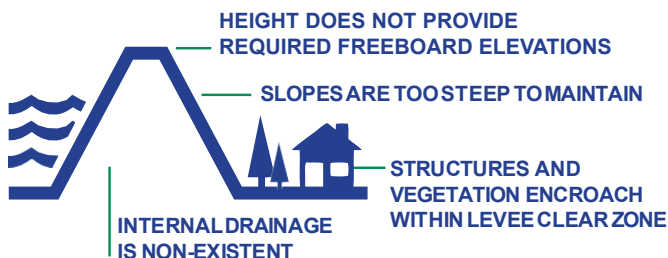 HEIGHT DOES NOT PROVIDE
REQUIRED FREEBOARD ELEVATIONS
SLOPES ARE TOO STEEP TO MAINTAIN
STRUCTURES AND
VEGETATION ENCROACH
WITHIN LEVEE CLEAR ZONE
INTERNAL DRAINAGE
IS NON-EXISTENT